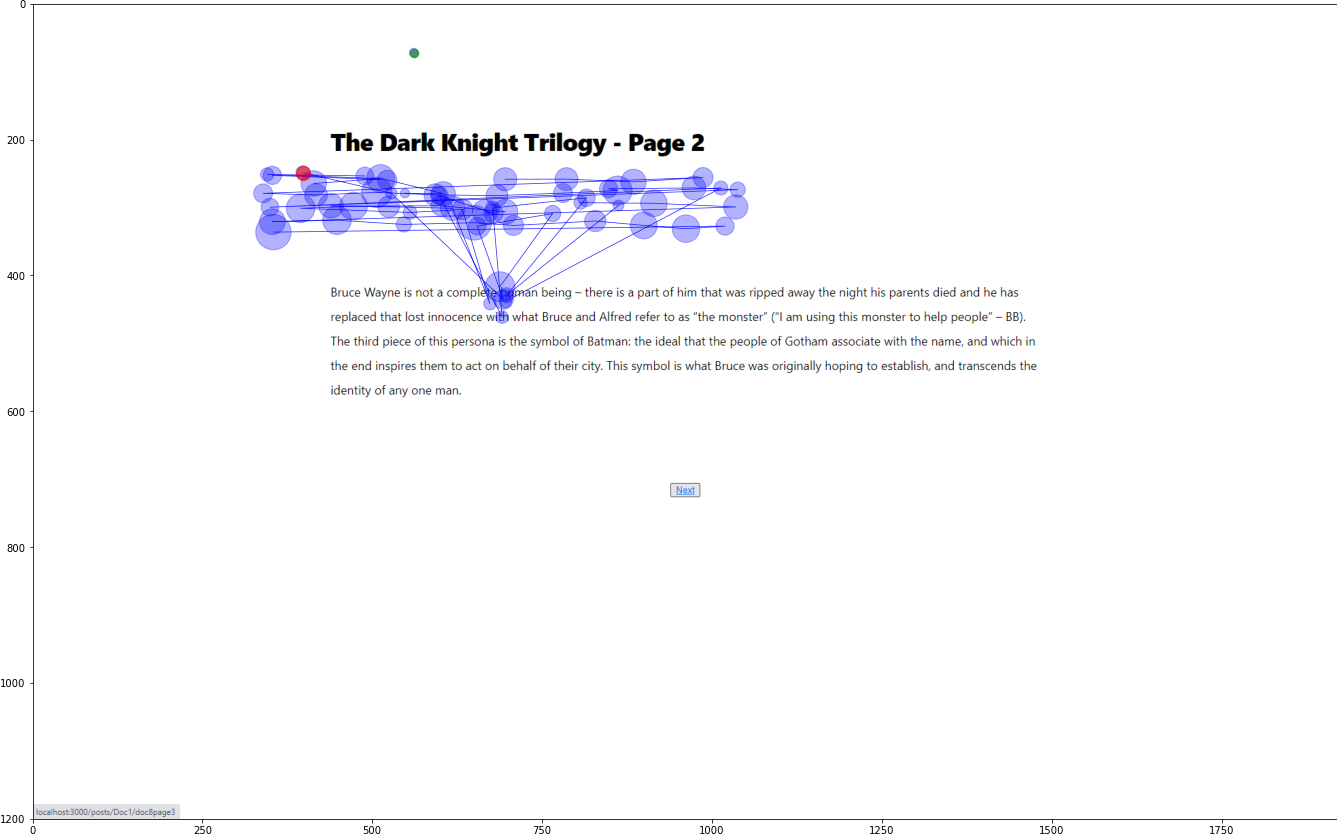 0
200
The Dark Knight Trilogy - Page 2
400
Bruce Wayne is not a complete human being – there is a part of him that was ripped away the night his parents died and he has
replaced that lost innocence with what Bruce and Alfred refer to as “the monster” (“I am using this monster to help people” – BB).
The third piece of this persona is the symbol of Batman: the ideal that the people of Gotham associate with the name, and which in
the end inspires them to act on behalf of their city. This symbol is what Bruce was originally hoping to establish, and transcends the
identity of any one man.
600
Next
800
1000
localhost:3000/posts/Doc1/doc8page3
1200
0 250 500 750 1000 1250 1500 1750